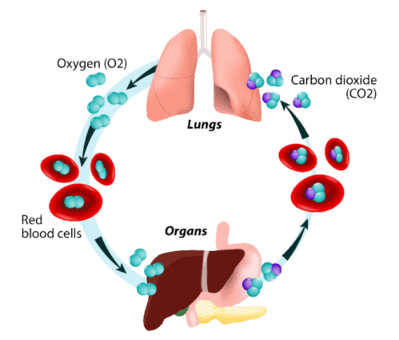 Oxygen (O2)
Carbon dioxide
(CO2)
Lungs
Red
blood cells
Organs